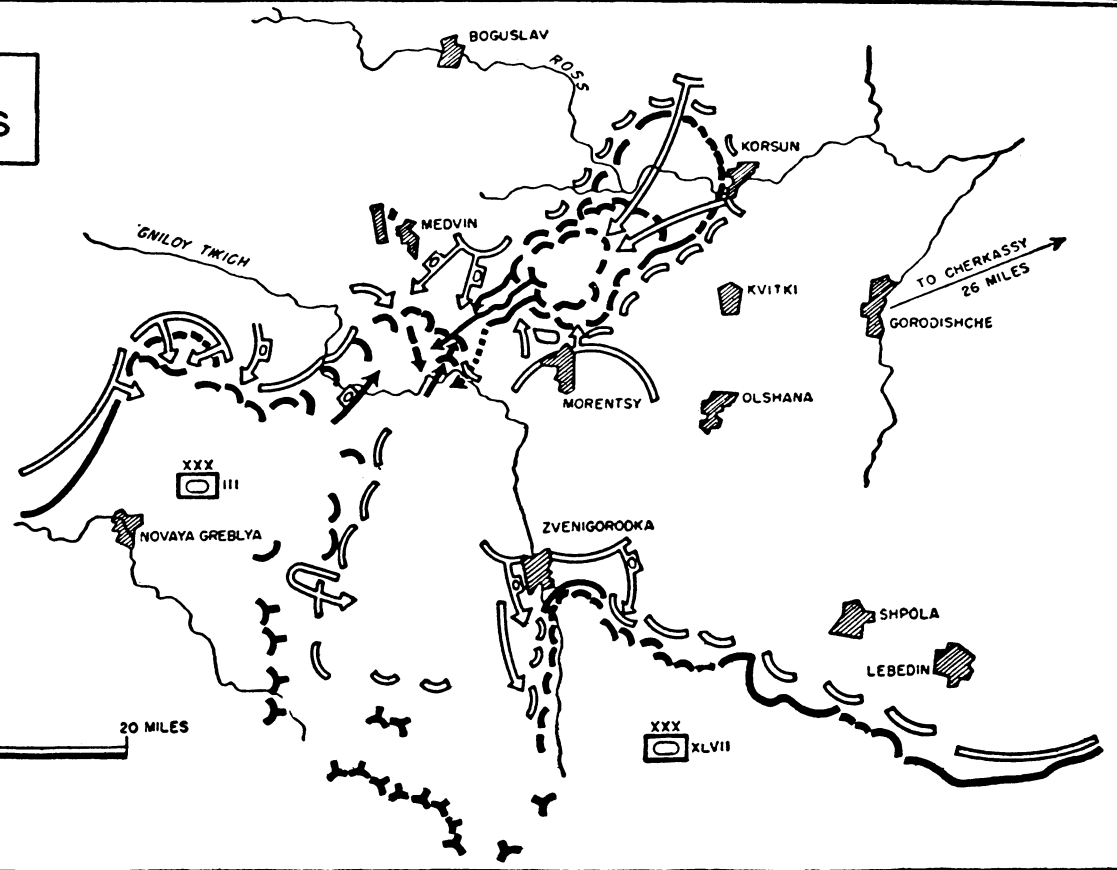 S
BOGUSLAV
ROSS
KORSUN
MEDVIN
GNILOY TIKICH
TO CHERKASSY
26 MILES
KVITKI
GORODISHCHE
MORENTSY
OLSHANA
XXX
III
NOVAYA GREBLYA
ZVENIGORODKA
SHPOLA
LEBEDIN
20 MILES
XXX
XLVII